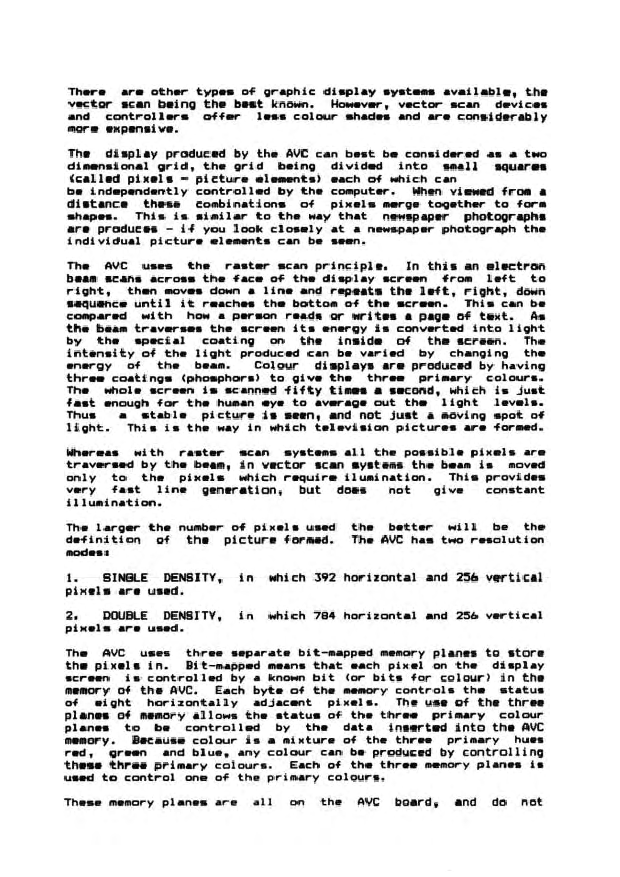 There are other types of graphic display systems available, the
vector scan being the best known. However, vector scan devices
and controllers offer less colour shades and are considerably
more expensive.
The display produced by the AVC can best be considered as a two
dimensional grid, the grid being divided into small squares
(called pixels - picture elements) each of which can
be independently controlled by the computer. When viewed from a
distance these combinations of pixels merge together to form
shapes. This is similar to the way that newspaper photographs
are produces - if you look closely at a newspaper photograph the
individual picture elements can be seen.
The AVC uses the raster scan principle. In this an electron
beam scans across the face of the display screen from left to
right, then moves down a line and repeats the left, right, down
sequence until it reaches the bottom of the screen. This can be
compared with how a person reads or writes a page of text. As
the beam traverses the screen its energy is converted into light
by the special coating on the inside of the screen. The
intensity of the light produced can be varied by changing the
energy of the beam. Colour displays are produced by having
three coatings (phosphors) to give the three primary colours.
The whole screen is scanned fifty times a second, which is just
fast enough for the human eye to average out the light levels.
Thus a stable picture is seen, and not just a moving spot of
light. This is the way in which television pictures are formed.
Whereas with raster scan systems all the possible pixels are
traversed by the beam, in vector scan systems the beam is moved
only to the pixels which require ilumination. This provides
very fast line generation, but does not give constant
illumination.
The larger the number of pixels used the better will be the
definition of the picture formed. The AVC has two resolution
modes:
1. SINGLE DENSITY, in which 392 horizontal and 256 vertical
pixels are used.
2. DOUBLE DENSITY, in which 784 horizontal and 256 vertical
pixels are used.
The AVC uses three separate bit-mapped memory planes to store
the pixels in. Bit-mapped means that each pixel on the display
screen is controlled by a known bit (or bits for colour) in the
memory of the AVC. Each byte of the memory controls the status
of eight horizontally adjacent pixels. The use of the three
planes of memory allows the status of the three primary colour
planes to be controlled by the data inserted into the AVC
memory. Because colour is a mixture of the three primary hues
red, green and blue, any colour can be produced by controlling
these three primary colours. Each of the three memory planes is
used to control one of the primary colours.
These memory planes are all on the AVC board, and do not